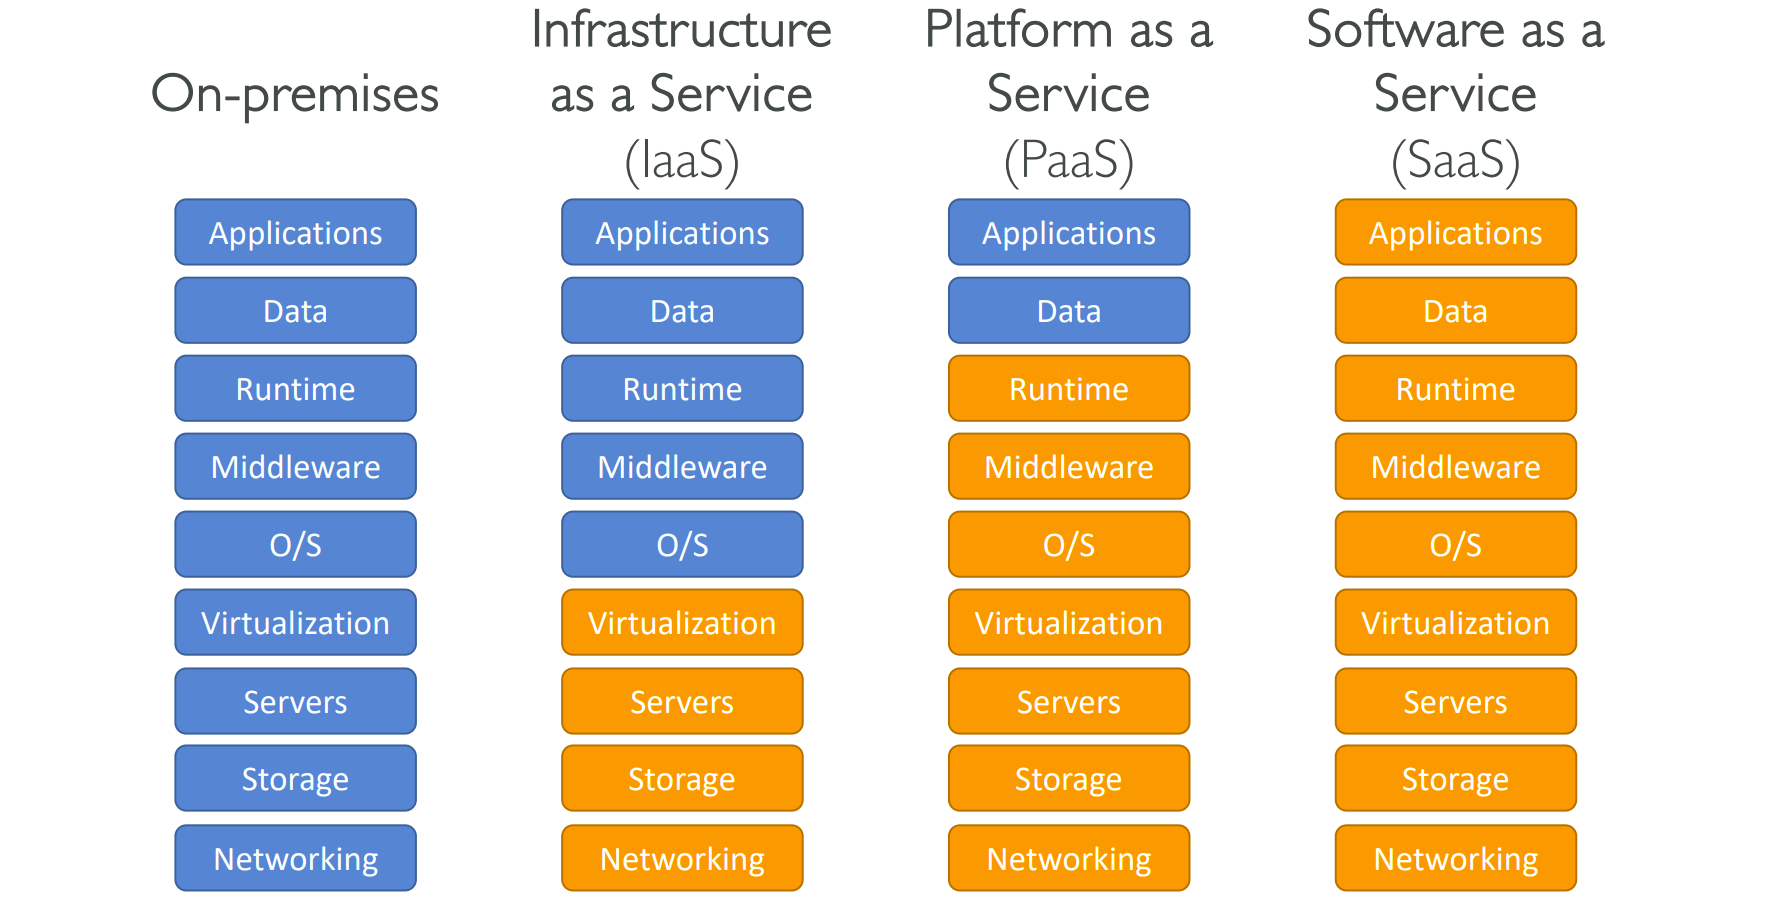 On-premises
Infrastructure
as a Service
(IaaS)
Platform as a
Service
(PaaS)
Software as a
Service
(SaaS)
Applications
Data
Runtime
Middleware
O/S
Virtualization
Servers
Storage
Networking
Applications
Data
Runtime
Middleware
O/S
Virtualization
Servers
Storage
Networking
Applications
Data
Runtime
Middleware
O/S
Virtualization
Servers
Storage
Networking
Applications
Data
Runtime
Middleware
O/S
Virtualization
Servers
Storage
Networking